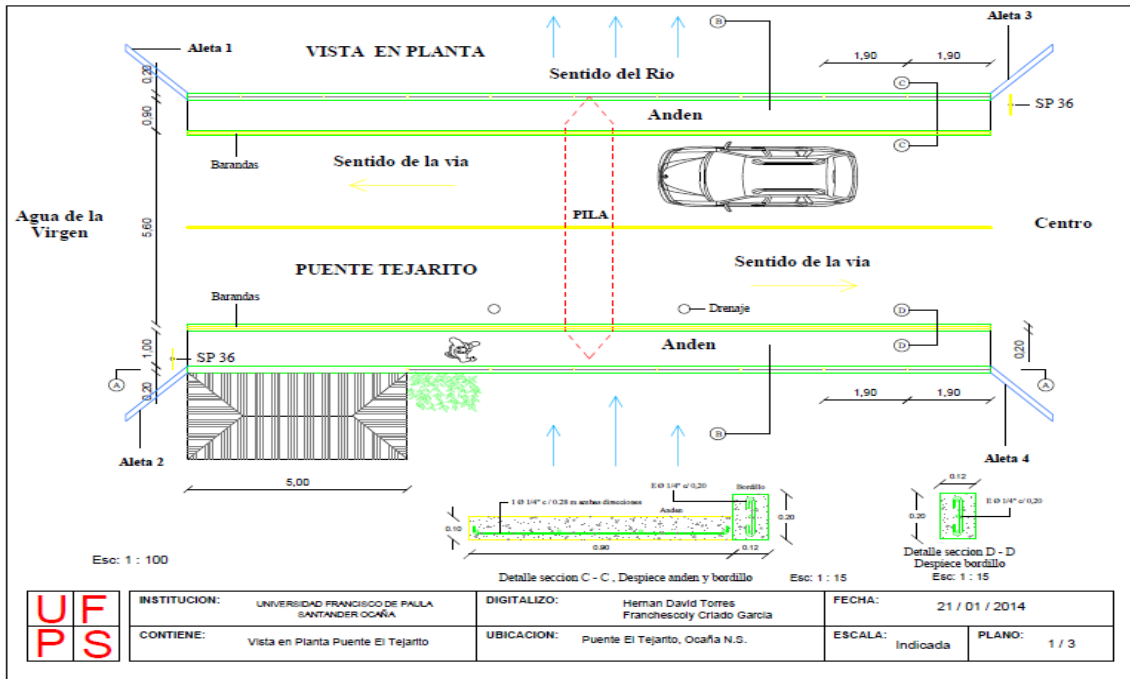 Aleta 1
VISTA EN PLANTA
B
Aleta 3
1,90
1,90
0,20
Sentido del Rio
C
SP 36
0,90
Anden
C
Barandas
Sentido de la via
Agua de la
Virgen
5,60
PILA
Centro
PUENTE TEJARITO
Sentido de la via
Barandas
Drenaje
D
1,00
SP 36
Anden
D
0,20
A
A
0,20
1,90
1,90
Aleta 2
B
Aleta 4
5,00
E Ø 1/4" c/ 0,20
Bordillo
0.12
1 Ø 1/4" c / 0.28 m ambas direcciones
Anden
E Ø 1/4" c/ 0,20
0.10
0.20
0.20
0.90
0.12
Esc: 1 : 100
Detalle seccion C - C , Despiece anden y bordillo
Esc: 1 : 15
Detalle seccion D - D
Despiece bordillo
Esc: 1 : 15
UF
PS
INSTITUCION:
UNIVERSIDAD FRANCISCO DE PAULA
SANTANDER OCAÑA
DIGITALIZO:
Hernan David Torres
Franchescoly Criado Garcia
FECHA:
21 / 01 / 2014
CONTIENE:
Vista en Planta Puente El Tejarito
UBICACION:
Puente El Tejarito, Ocaña N.S.
ESCALA:
Indicada
PLANO:
1 / 3